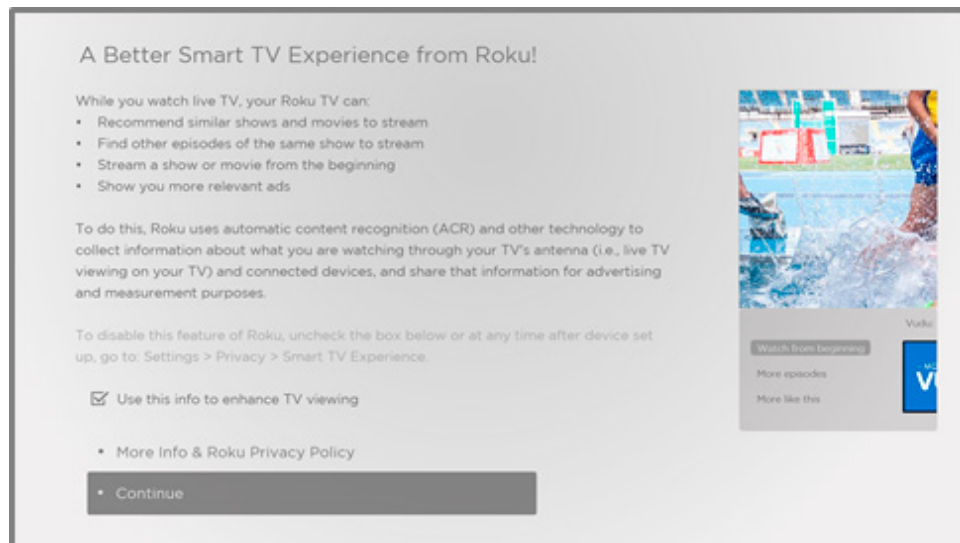 A Better Smart TV Experience from Roku!
While you watch live TV, your Roku TV can:
• Recommend similar shows and movies to stream
• Find other episodes of the same show to stream
• Stream a show or movie from the beginning
• Show you more relevant ads
To do this, Roku uses automatic content recognition (ACR) and other technology to
collect information about what you are watching through your TV's antenna (i.e., live TV
viewing on your TV) and connected devices, and share that information for advertising
and measurement purposes.
To disable this feature of Roku, uncheck the box below or at any time after device set
up, go to: Settings > Privacy > Smart TV Experience.
Use this info to enhance TV viewing
• More Info & Roku Privacy Policy
• Continue
Vudu:
Watch from beginning
More episodes
More like this